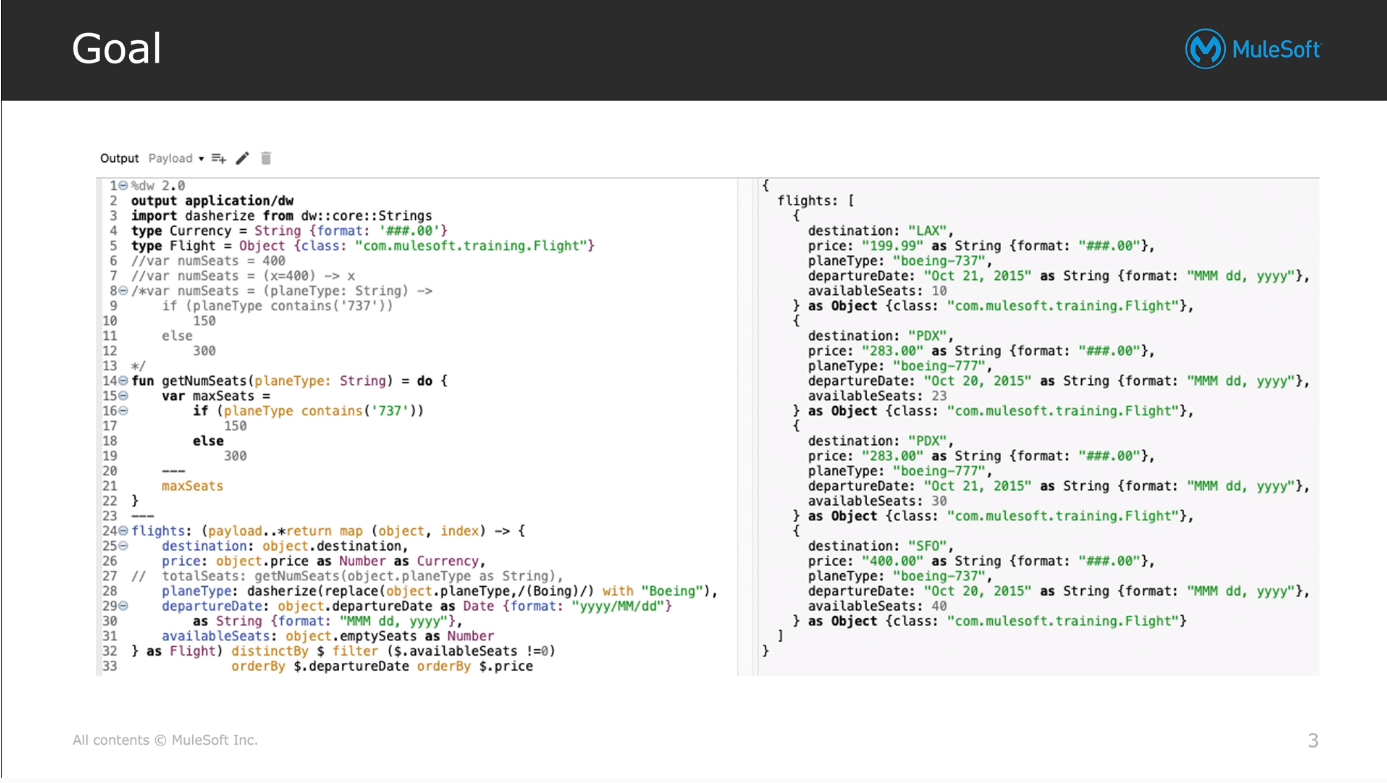 Goal
MuleSoft
Output Payload
1 %dw 2.0
2 output application/dw
3 import dasherize from dw::core::Strings
4 type Currency = String {format: '###.00'}
5 type Flight = Object {class: "com.mulesoft.training.Flight"}
6 //var numSeats = 400
7 //var numSeats = (x=400) -> x
8 /*var numSeats = (planeType: String) ->
9     if (planeType contains('737'))
10         150
11     else
12         300
13 */
14 fun getNumSeats(planeType: String) = do {
15     var maxSeats =
16         if (planeType contains('737'))
17             150
18         else
19             300
20     ---
21     maxSeats
22 }
23 ---
24 flights: (payload..*return map (object, index) -> {
25     destination: object.destination,
26     price: object.price as Number as Currency,
27 //  totalSeats: getNumSeats(object.planeType as String),
28     planeType: dasherize(replace(object.planeType,/(Boing)/) with "Boeing"),
29     departureDate: object.departureDate as Date {format: "yyyy/MM/dd"}
30         as String {format: "MMM dd, yyyy"},
31     availableSeats: object.emptySeats as Number
32 } as Flight) distinctBy $ filter ($.availableSeats !=0)
33              orderBy $.departureDate orderBy $.price
{
  flights: [
    {
      destination: "LAX",
      price: "199.99" as String {format: "###.00"},
      planeType: "boeing-737",
      departureDate: "Oct 21, 2015" as String {format: "MMM dd, yyyy"},
      availableSeats: 10
    } as Object {class: "com.mulesoft.training.Flight"},
    {
      destination: "PDX",
      price: "283.00" as String {format: "###.00"},
      planeType: "boeing-777",
      departureDate: "Oct 20, 2015" as String {format: "MMM dd, yyyy"},
      availableSeats: 23
    } as Object {class: "com.mulesoft.training.Flight"},
    {
      destination: "PDX",
      price: "283.00" as String {format: "###.00"},
      planeType: "boeing-777",
      departureDate: "Oct 21, 2015" as String {format: "MMM dd, yyyy"},
      availableSeats: 30
    } as Object {class: "com.mulesoft.training.Flight"},
    {
      destination: "SFO",
      price: "400.00" as String {format: "###.00"},
      planeType: "boeing-737",
      departureDate: "Oct 20, 2015" as String {format: "MMM dd, yyyy"},
      availableSeats: 40
    } as Object {class: "com.mulesoft.training.Flight"}
  ]
}
All contents © MuleSoft Inc.
3